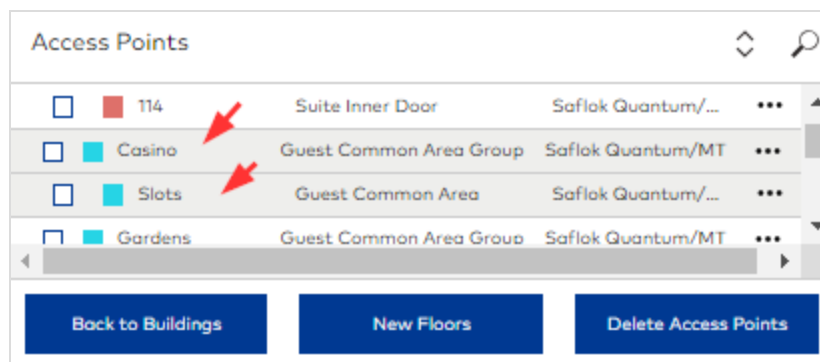 Access Points
114 Suite Inner Door Saflok Quantum/... •••
Casino Guest Common Area Group Saflok Quantum/MT •••
Slots Guest Common Area Saflok Quantum/... •••
Gardens Guest Common Area Group Saflok Quantum/MT •••
Back to Buildings New Floors Delete Access Points